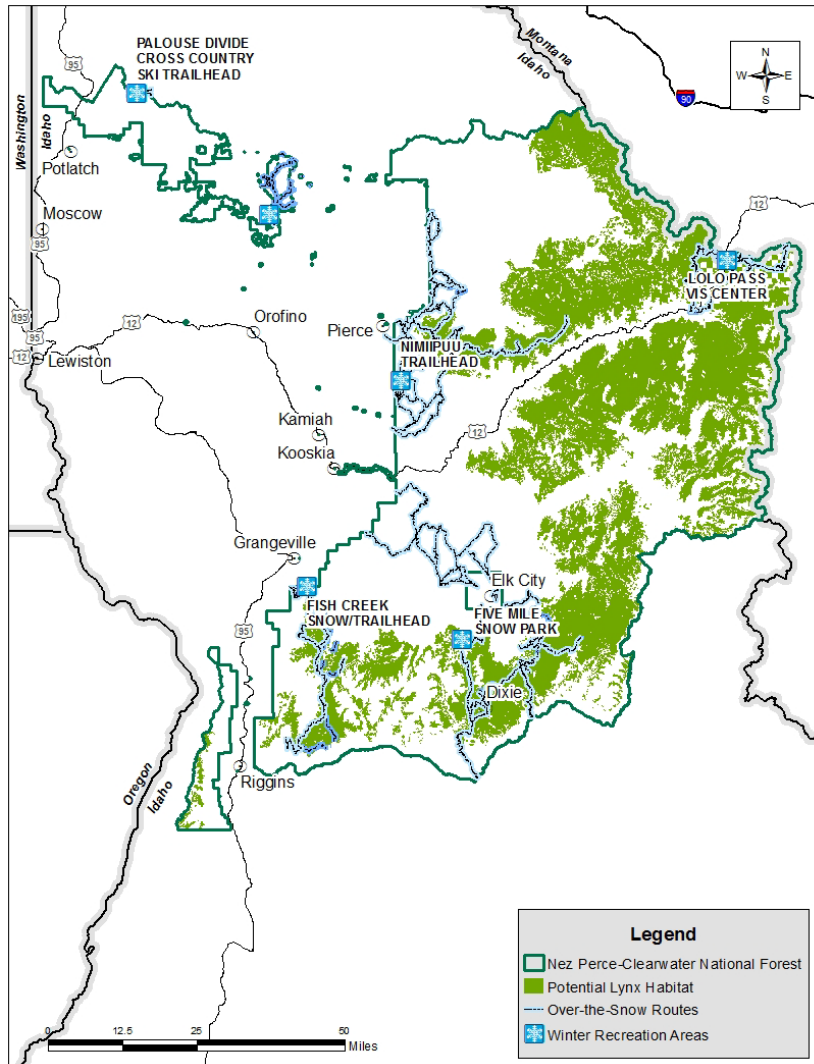 PALOUSE DIVIDE
CROSS COUNTRY
SKI TRAILHEAD
95
Montana
Idaho
90
N
W E
S
Washington
Idaho
Potlatch
Moscow
95
12
LOLO PASS
VIS CENTER
195
95
12
Lewiston
12
Orofino
Pierce
NIMIIPUU
TRAILHEAD
Kamiah
Kooskia
12
Grangeville
Elk City
FISH CREEK
SNOW/TRAILHEAD
FIVE MILE
SNOW PARK
95
Dixie
Riggins
Oregon
Idaho
Legend
Nez Perce-Clearwater National Forest
Potential Lynx Habitat
Over-the-Snow Routes
Winter Recreation Areas
0 12.5 25 50
Miles